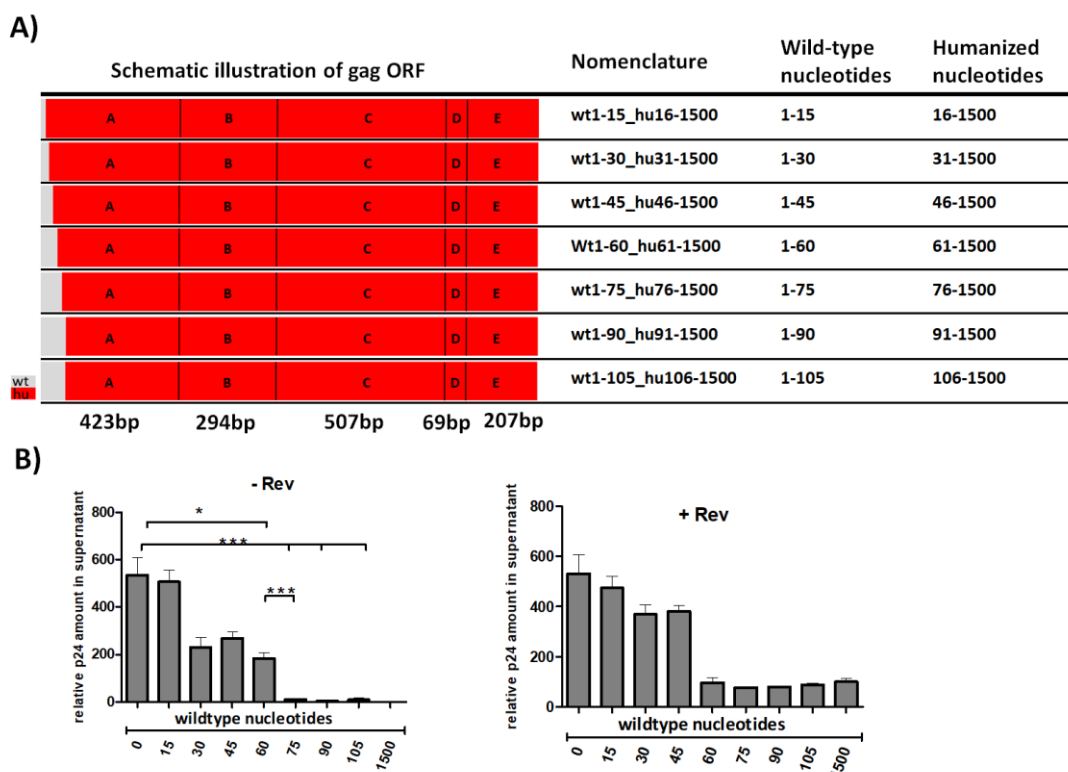 A)
Schematic illustration of gag ORF
Nomenclature
Wild-type nucleotides
Humanized nucleotides
A B C D E wt1-15_hu16-1500 1-15 16-1500
A B C D E wt1-30_hu31-1500 1-30 31-1500
A B C D E wt1-45_hu46-1500 1-45 46-1500
A B C D E Wt1-60_hu61-1500 1-60 61-1500
A B C D E wt1-75_hu76-1500 1-75 76-1500
A B C D E wt1-90_hu91-1500 1-90 91-1500
A B C D E wt1-105_hu106-1500 1-105 106-1500
wt
hu
423bp 294bp 507bp 69bp 207bp
B)
- Rev
relative p24 amount in supernatant
800
600
400
200
0
*
***
***
wildtype nucleotides
0 15 30 45 60 75 90 105 1500
+ Rev
relative p24 amount in supernatant
800
600
400
200
0
wildtype nucleotides
0 15 30 45 60 75 90 105 1500